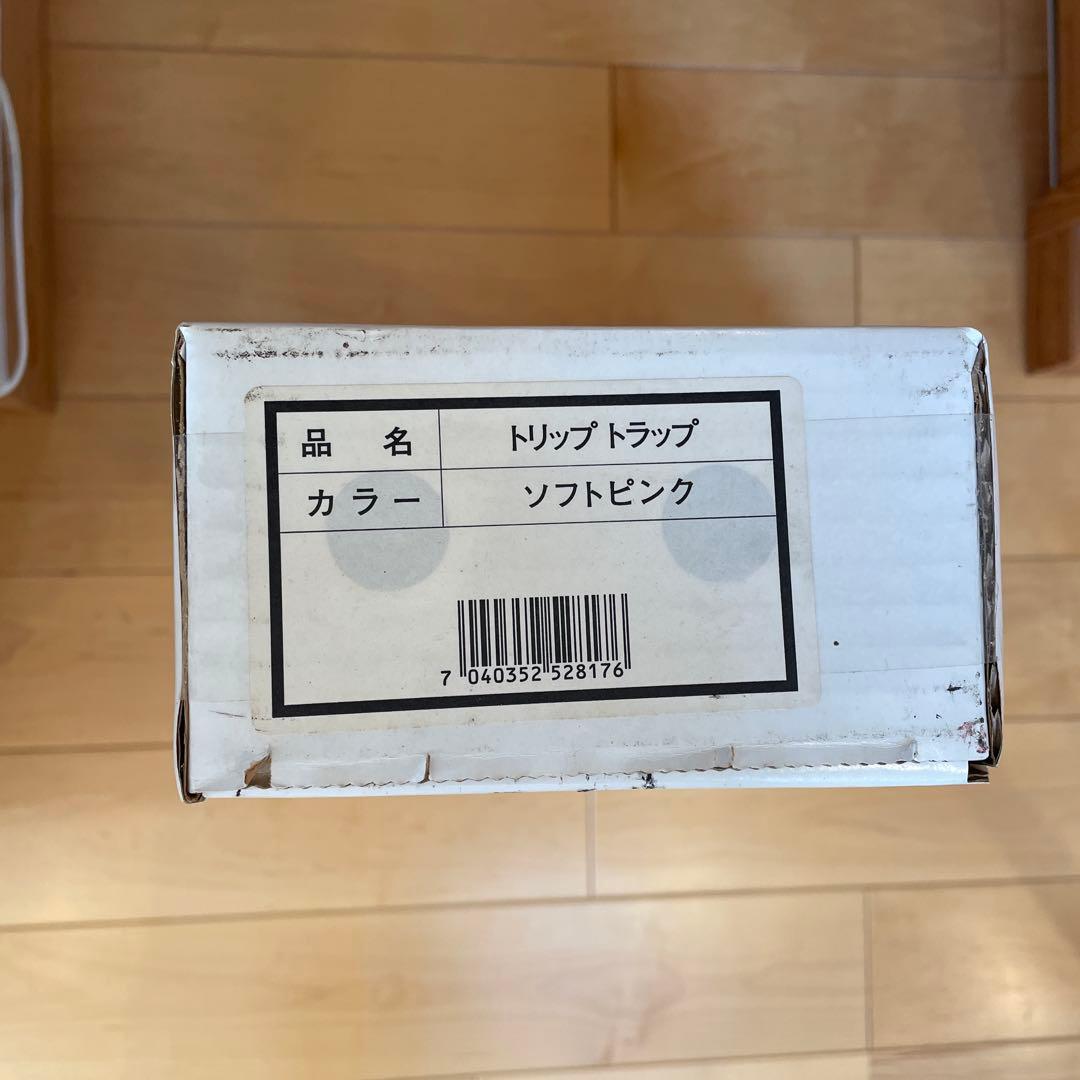 品 名 トリップ トラップ
カラー ソフトピンク
7 040352 528176